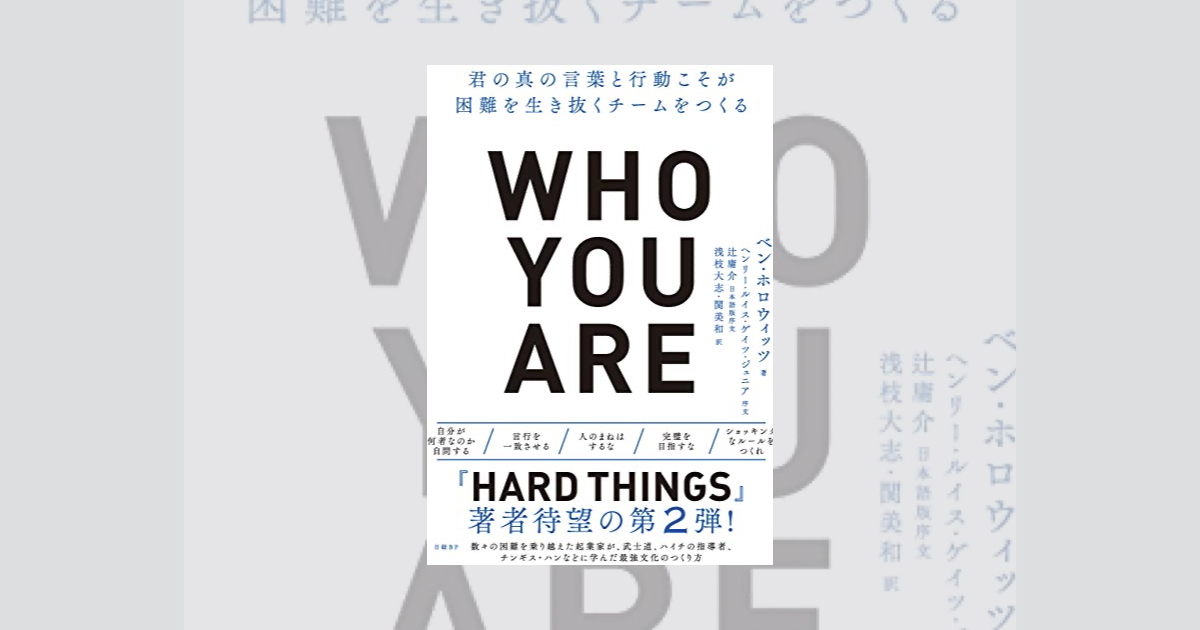 困難を生き抜くチームをつくる
君の真の言葉と行動こそが
困難を生き抜くチームをつくる
WHO
YOU
ARE
ベン・ホロウィッツ 著
ヘンリー・ルイス・ゲイツ・ジュニア 序文
辻庸介 日本語版序文
浅枝大志・関美和 訳
自分が
何者なのか
自問する
言行を
一致させる
人のまねは
するな
完璧を
目指すな
ショッキング
なルールを
つくれ
『HARD THINGS』
著者待望の第2弾!
日経BP
数々の困難を乗り越えた起業家が、武士道、ハイチの指導者、
チンギス・ハンなどに学んだ最強文化のつくり方
WHO
YOU
ARE
ベン・ホロウィッツ
ヘンリー・ルイス・ゲイツ・
辻庸介 日本語版序文
浅枝大志・関美和 訳